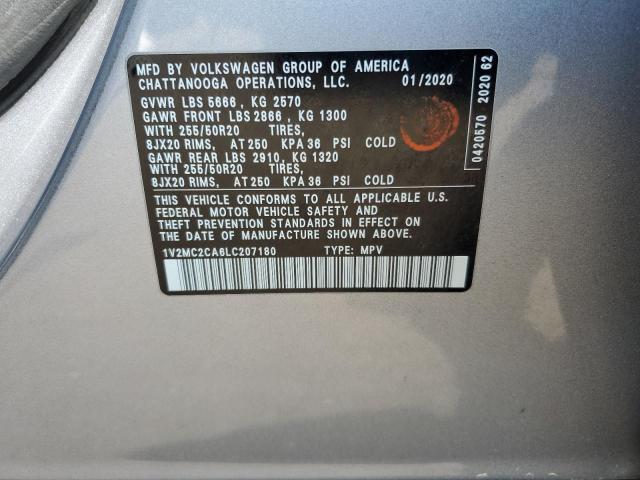 MFD BY VOLKSWAGEN GROUP OF AMERICA
CHATTANOOGA OPERATIONS, LLC. 01/2020
GVWR LBS 5666 , KG 2570
GAWR FRONT LBS 2866 , KG 1300
WITH 255/50R20 TIRES,
8JX20 RIMS, AT 250 KPA 36 PSI COLD
GAWR REAR LBS 2910, KG 1320
WITH 255/50R20 TIRES,
8JX20 RIMS, AT 250 KPA 36 PSI COLD
THIS VEHICLE CONFORMS TO ALL APPLICABLE U.S.
FEDERAL MOTOR VEHICLE SAFETY AND
THEFT PREVENTION STANDARDS IN EFFECT ON
THE DATE OF MANUFACTURE SHOWN ABOVE.
1V2MC2CA6LC207180 TYPE: MPV
0420570 2020 62